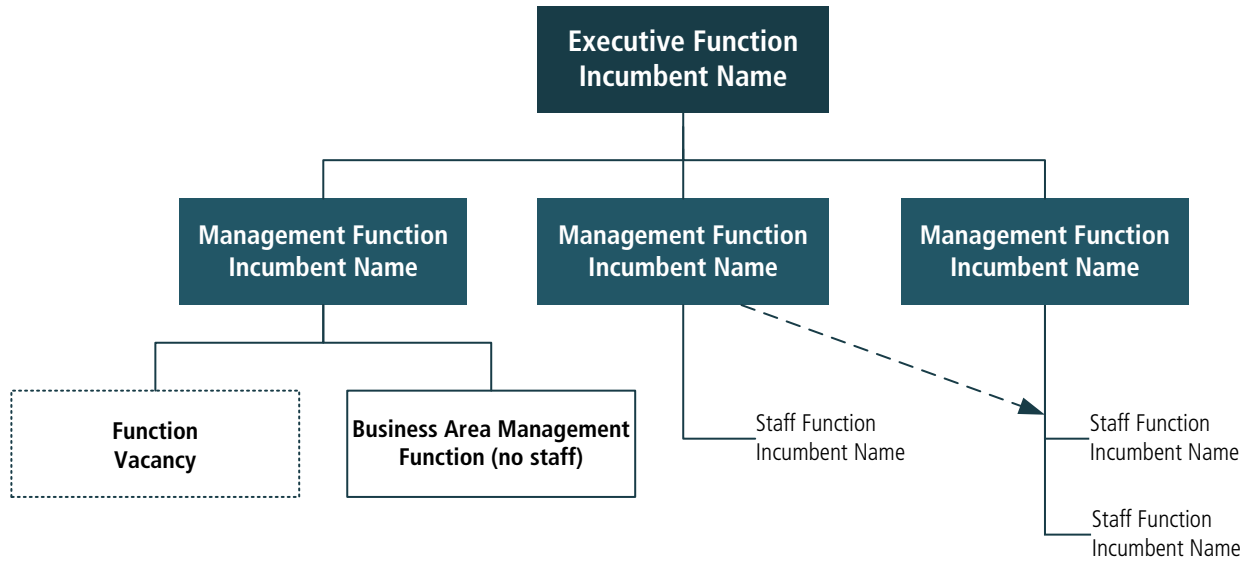 Executive Function
Incumbent Name
Management Function
Incumbent Name
Management Function
Incumbent Name
Management Function
Incumbent Name
Function
Vacancy
Business Area Management
Function (no staff)
Staff Function
Incumbent Name
Staff Function
Incumbent Name
Staff Function
Incumbent Name